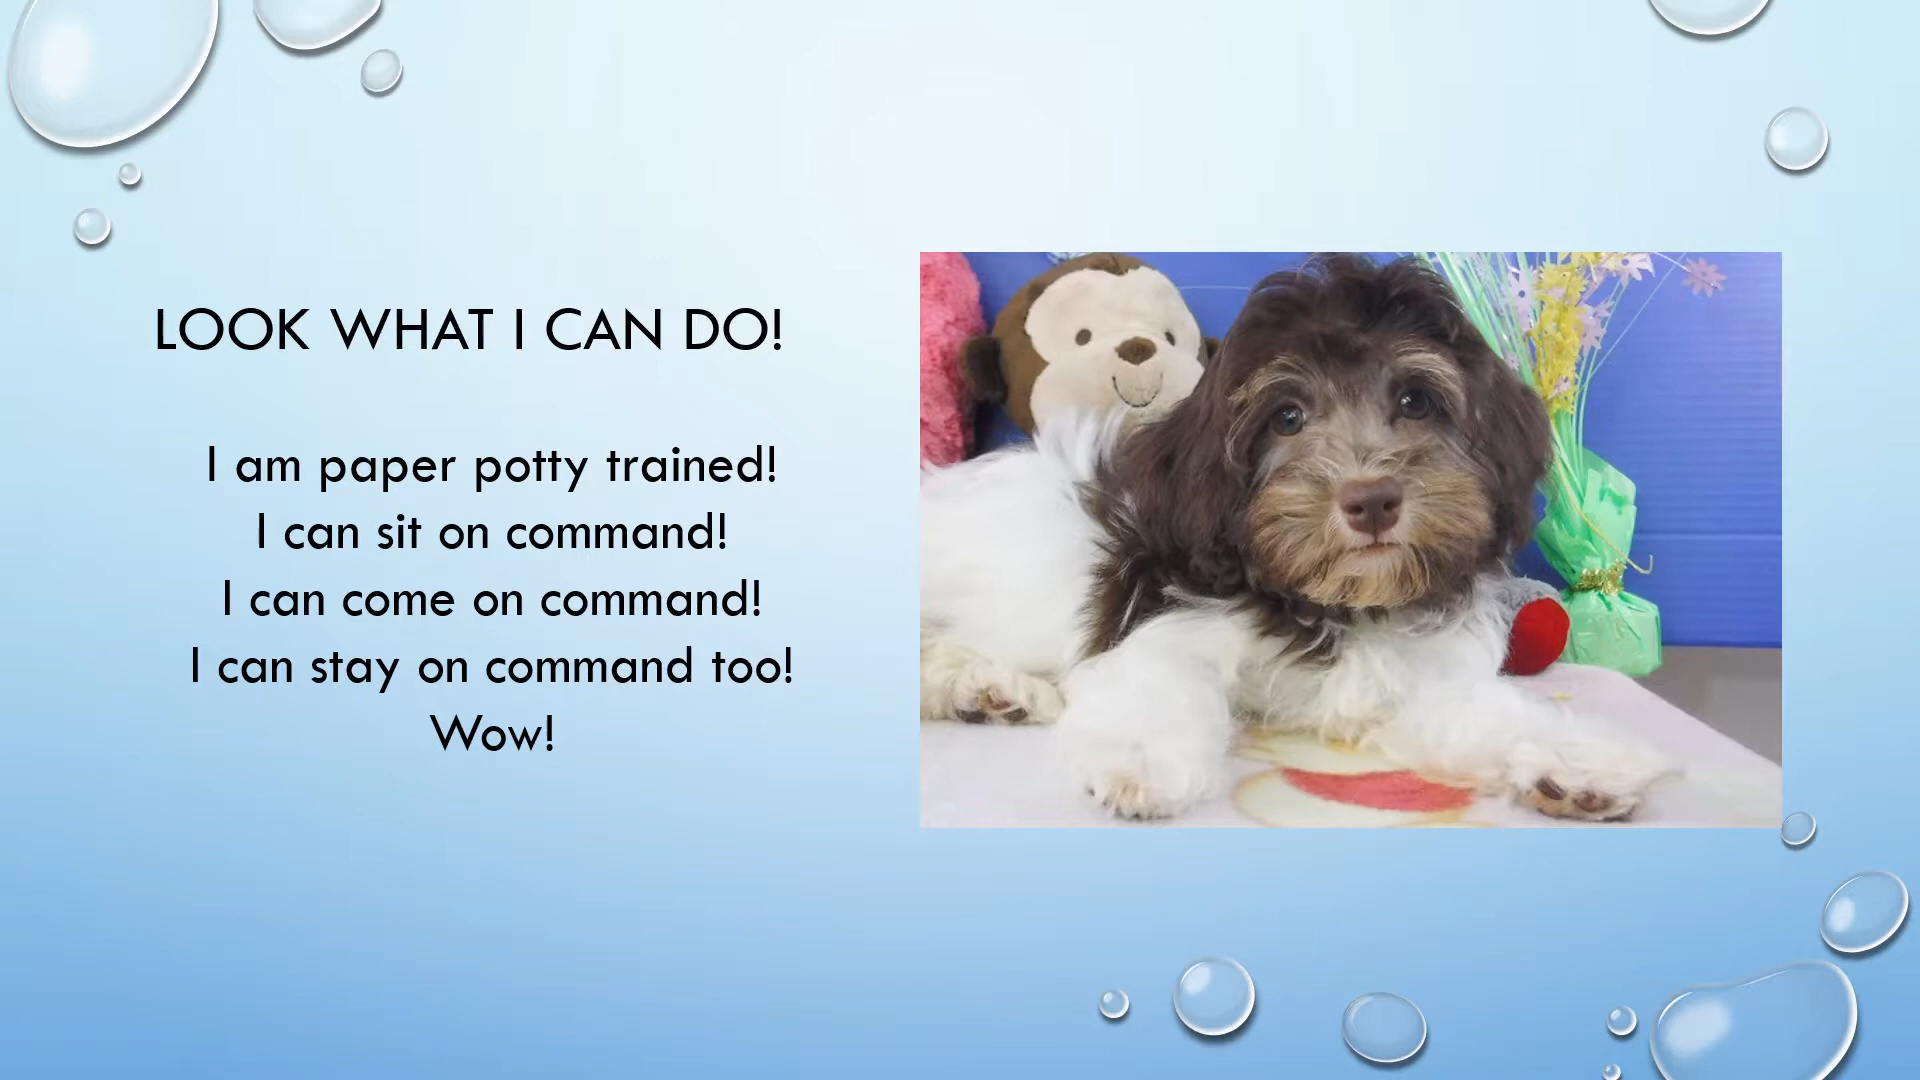 LOOK WHAT I CAN DO!
I am paper potty trained!
I can sit on command!
I can come on command!
I can stay on command too!
Wow!